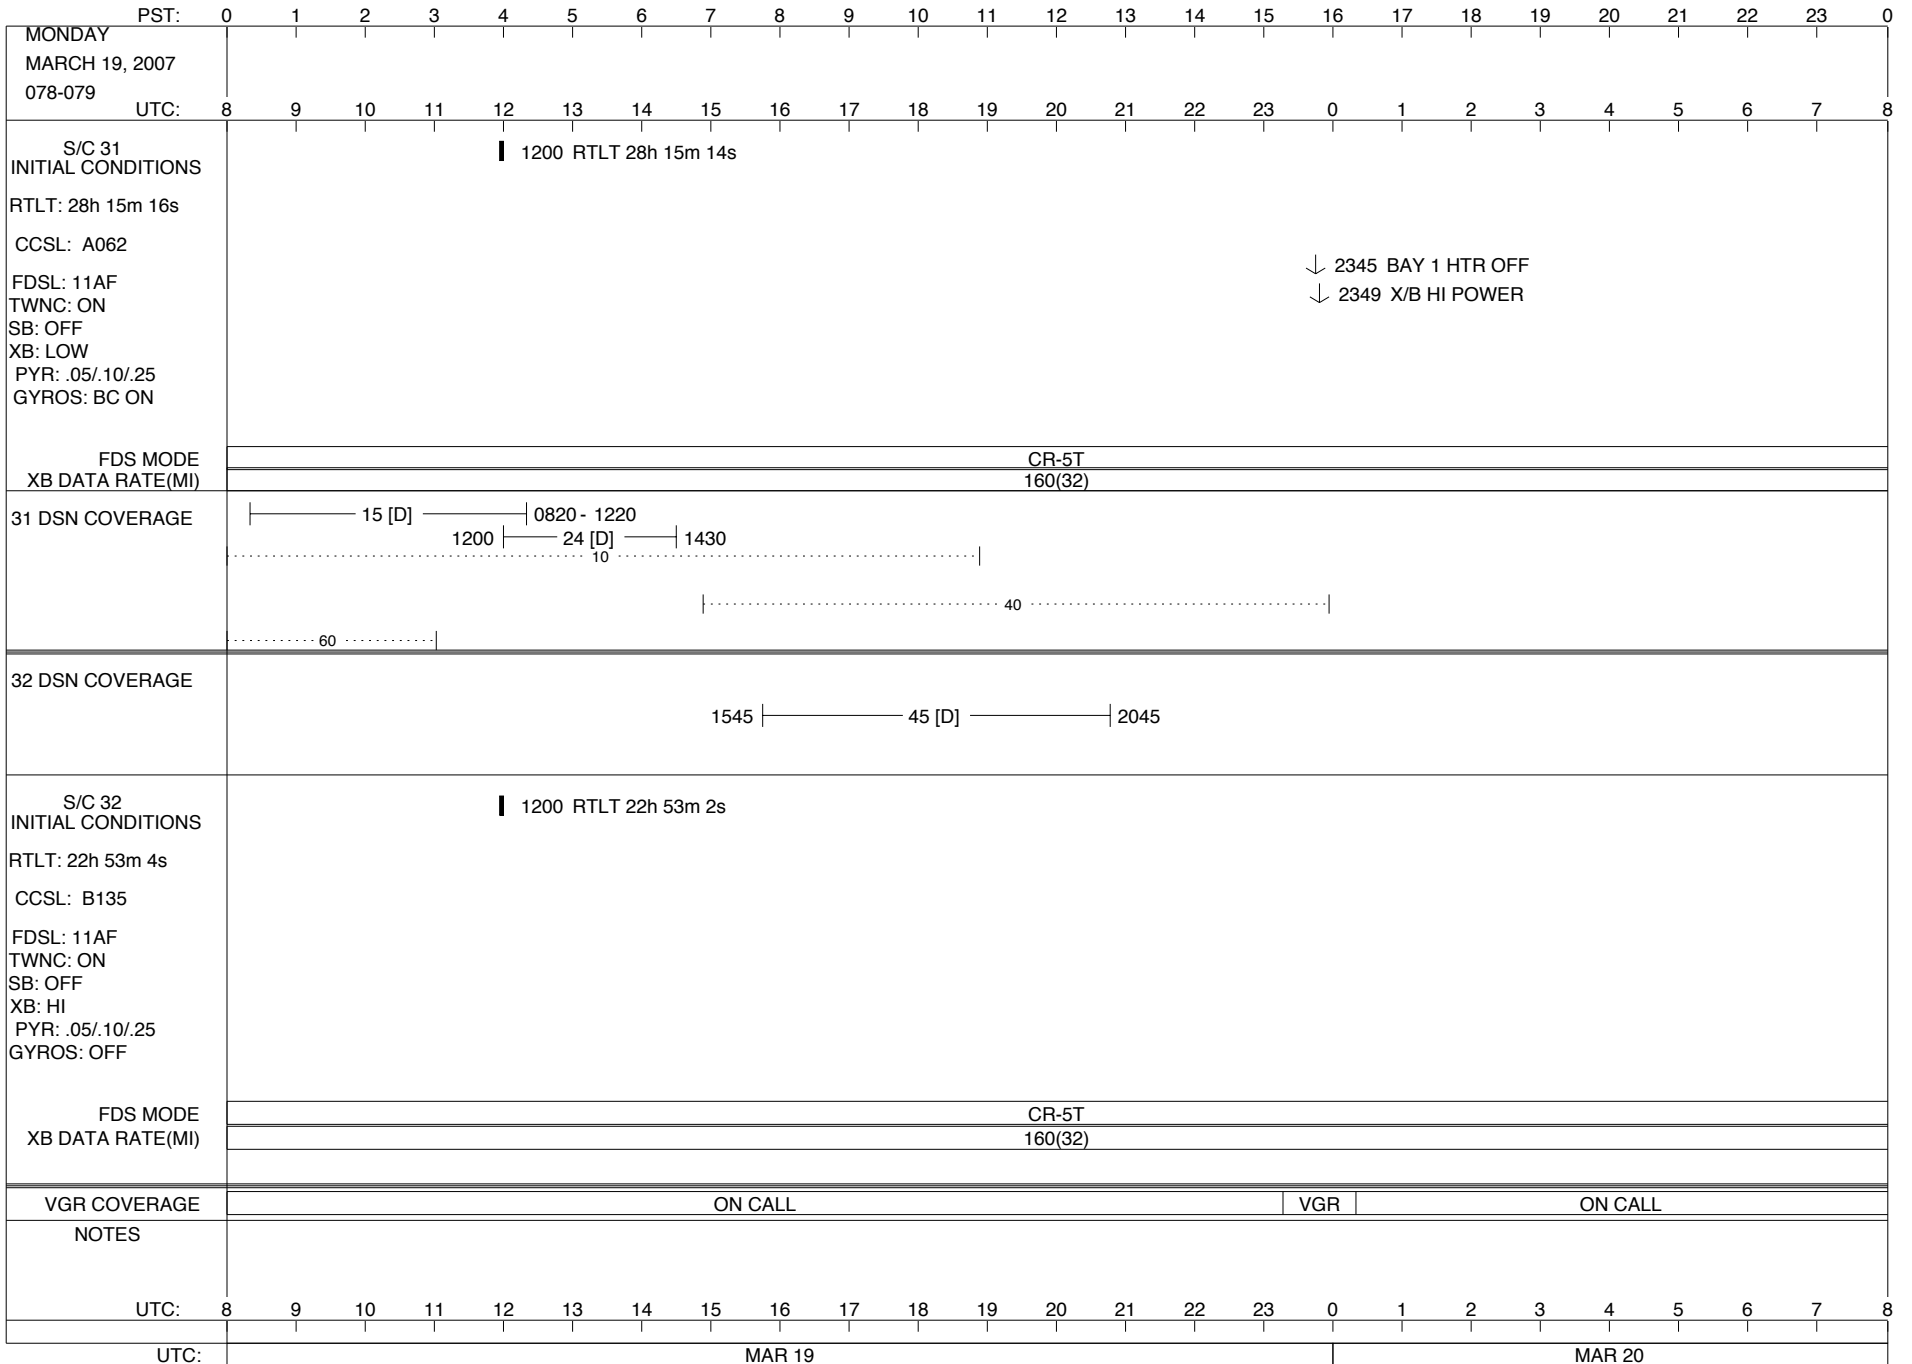 PST: 0 1 2 3 4 5 6 7 8 9 10 11 12 13 14 15 16 17 18 19 20 21 22 23 0
MONDAY
MARCH 19, 2007
078-079
UTC: 8 9 10 11 12 13 14 15 16 17 18 19 20 21 22 23 0 1 2 3 4 5 6 7 8
S/C 31
INITIAL CONDITIONS
1200 RTLT 28h 15m 14s
RTLT: 28h 15m 16s
CCSL: A062
FDSL: 11AF
TWNC: ON
SB: OFF
XB: LOW
PYR: .05/.10/.25
GYROS: BC ON
2345 BAY 1 HTR OFF
2349 X/B HI POWER
FDS MODE CR-5T
XB DATA RATE(MI) 160(32)
31 DSN COVERAGE
15 [D] 0820 - 1220
1200 24 [D] 1430
10
40
60
32 DSN COVERAGE
1545 45 [D] 2045
S/C 32
INITIAL CONDITIONS
1200 RTLT 22h 53m 2s
RTLT: 22h 53m 4s
CCSL: B135
FDSL: 11AF
TWNC: ON
SB: OFF
XB: HI
PYR: .05/.10/.25
GYROS: OFF
FDS MODE CR-5T
XB DATA RATE(MI) 160(32)
VGR COVERAGE ON CALL VGR ON CALL
NOTES
UTC: 8 9 10 11 12 13 14 15 16 17 18 19 20 21 22 23 0 1 2 3 4 5 6 7 8
UTC: MAR 19 MAR 20